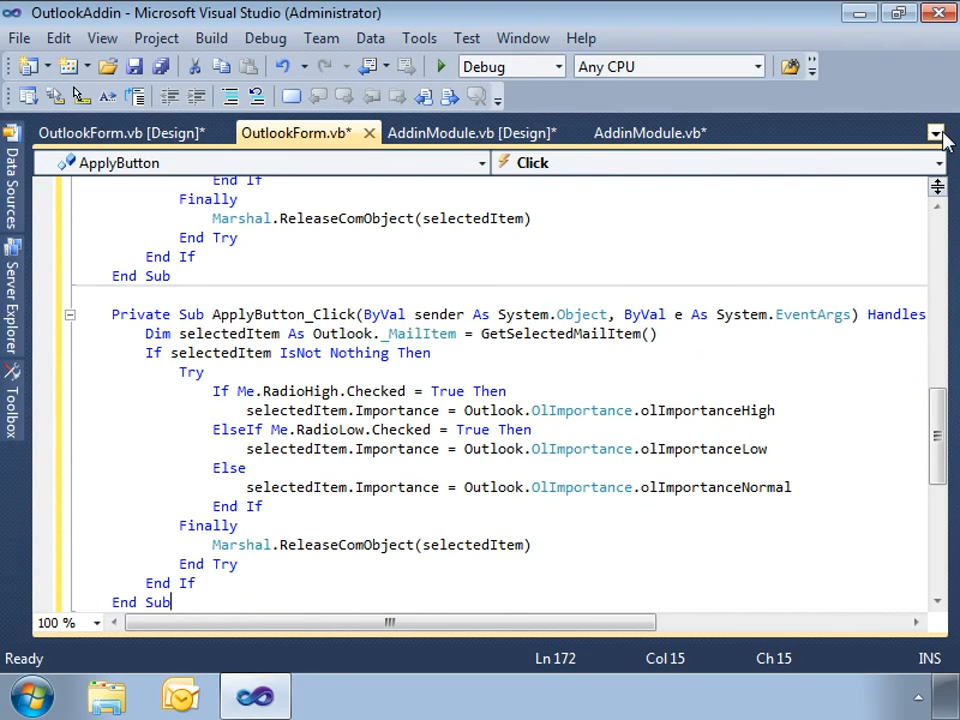 OutlookAddin - Microsoft Visual Studio (Administrator)
File Edit View Project Build Debug Team Data Tools Test Window Help
Debug Any CPU
OutlookForm.vb [Design]* OutlookForm.vb* AddinModule.vb [Design]* AddinModule.vb*
ApplyButton Click
Data Sources
Server Explorer
Toolbox
End If
Finally
Marshal.ReleaseComObject(selectedItem)
End Try
End If
End Sub
Private Sub ApplyButton_Click(ByVal sender As System.Object, ByVal e As System.EventArgs) Handles
Dim selectedItem As Outlook._MailItem = GetSelectedMailItem()
If selectedItem IsNot Nothing Then
Try
If Me.RadioHigh.Checked = True Then
selectedItem.Importance = Outlook.OlImportance.olImportanceHigh
ElseIf Me.RadioLow.Checked = True Then
selectedItem.Importance = Outlook.OlImportance.olImportanceLow
Else
selectedItem.Importance = Outlook.OlImportance.olImportanceNormal
End If
Finally
Marshal.ReleaseComObject(selectedItem)
End Try
End If
End Sub
100 %
Ready Ln 172 Col 15 Ch 15 INS